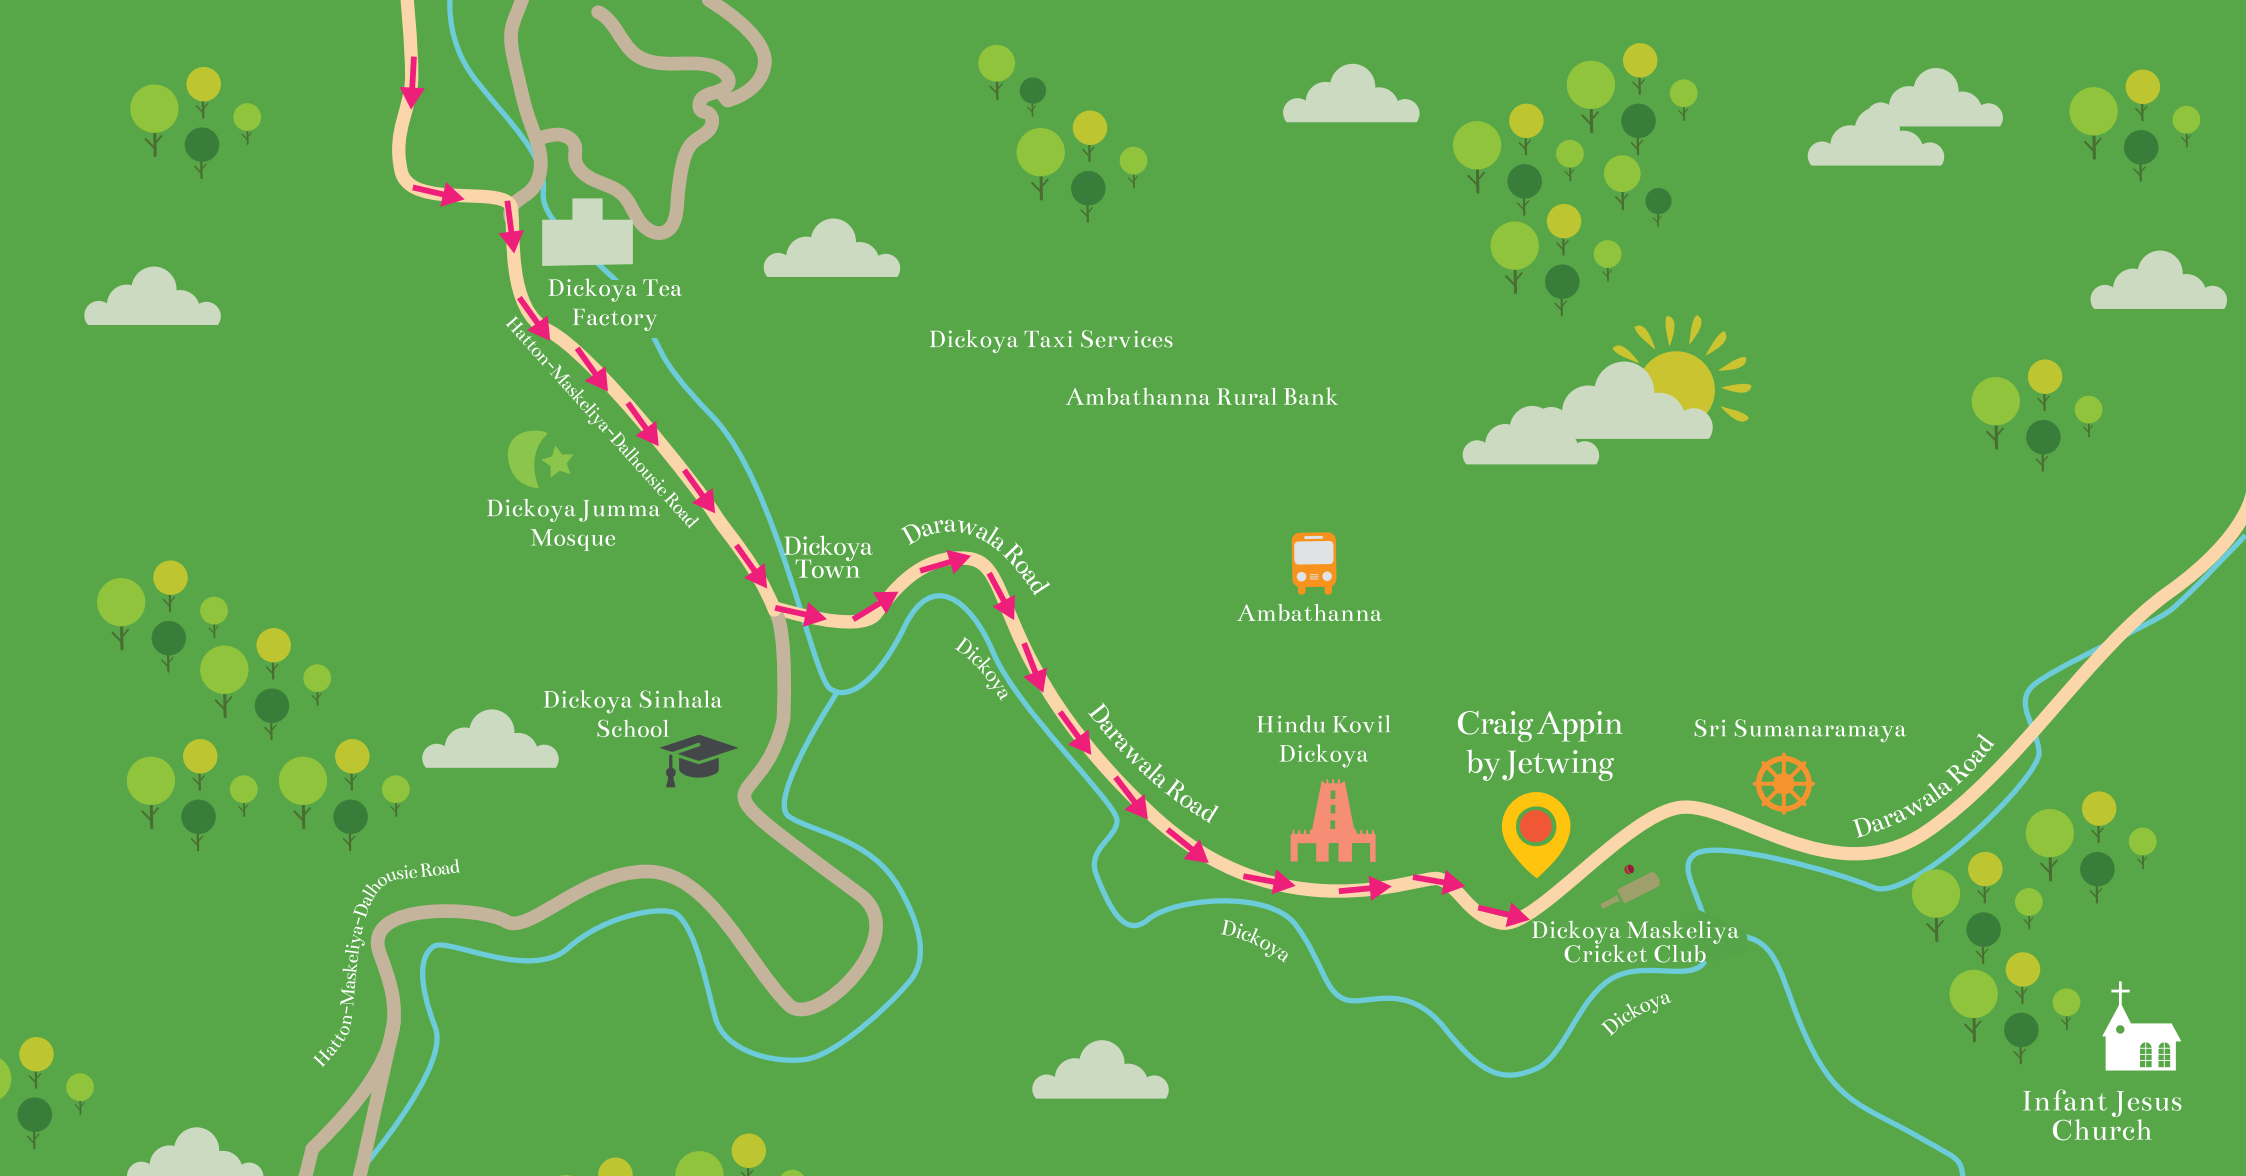 Dickoya Tea
Factory
Hatton-Maskeliya-Dalhousie Road
Dickoya Taxi Services
Ambathanna Rural Bank
Dickoya Jumma
Mosque
Dickoya
Town
Darawala Road
Ambathanna
Dickoya
Dickoya Sinhala
School
Darawala Road
Hindu Kovil
Dickoya
Craig Appin
by Jetwing
Sri Sumanaramaya
Darawala Road
Hatton-Maskeliya-Dalhousie Road
Dickoya
Dickoya Maskeliya
Cricket Club
Dickoya
Infant Jesus
Church